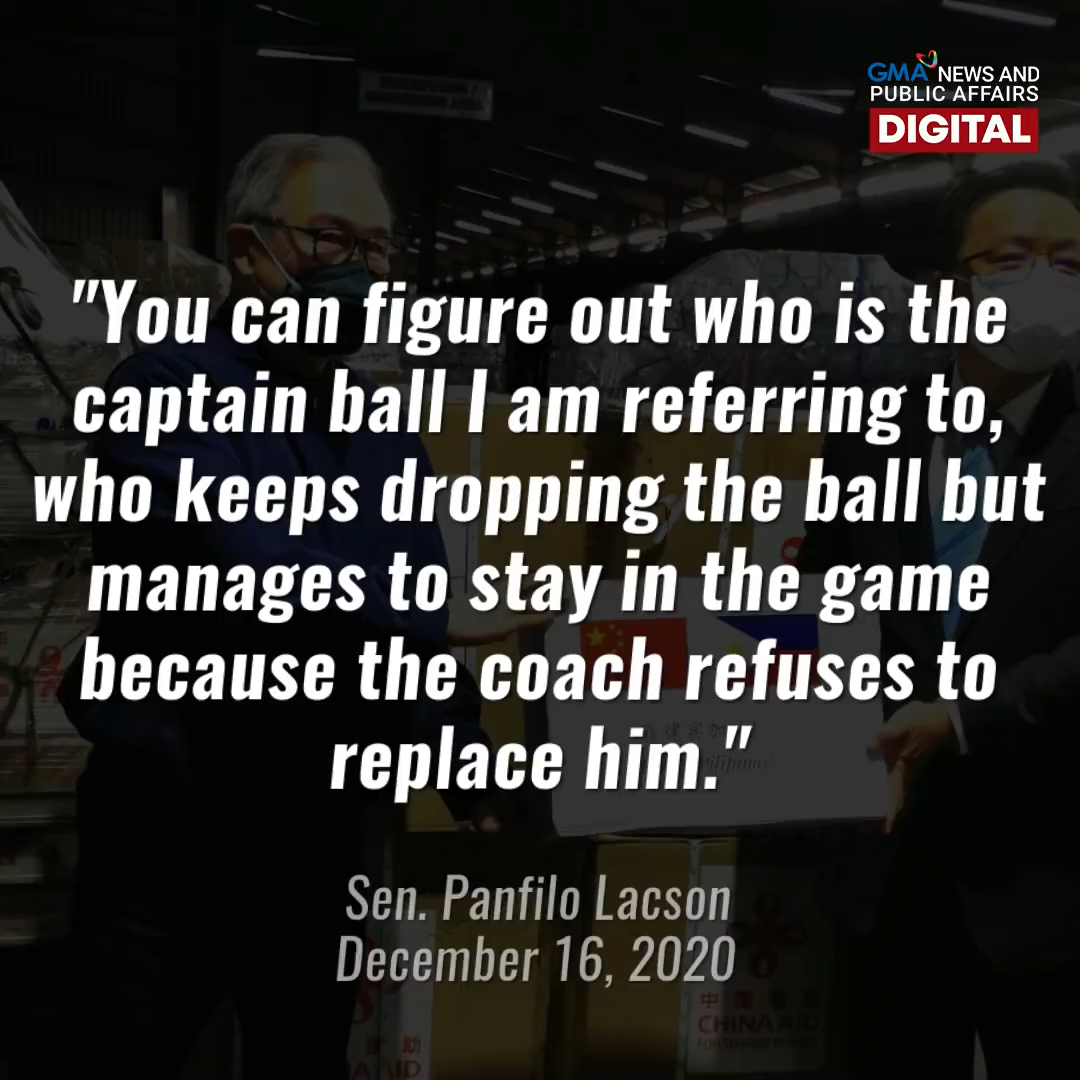 GMA NEWS AND
PUBLIC AFFAIRS
DIGITAL
"You can figure out who is the
captain ball I am referring to,
who keeps dropping the ball but
manages to stay in the game
because the coach refuses to
replace him."
Sen. Panfilo Lacson
December 16, 2020
CHINA AID